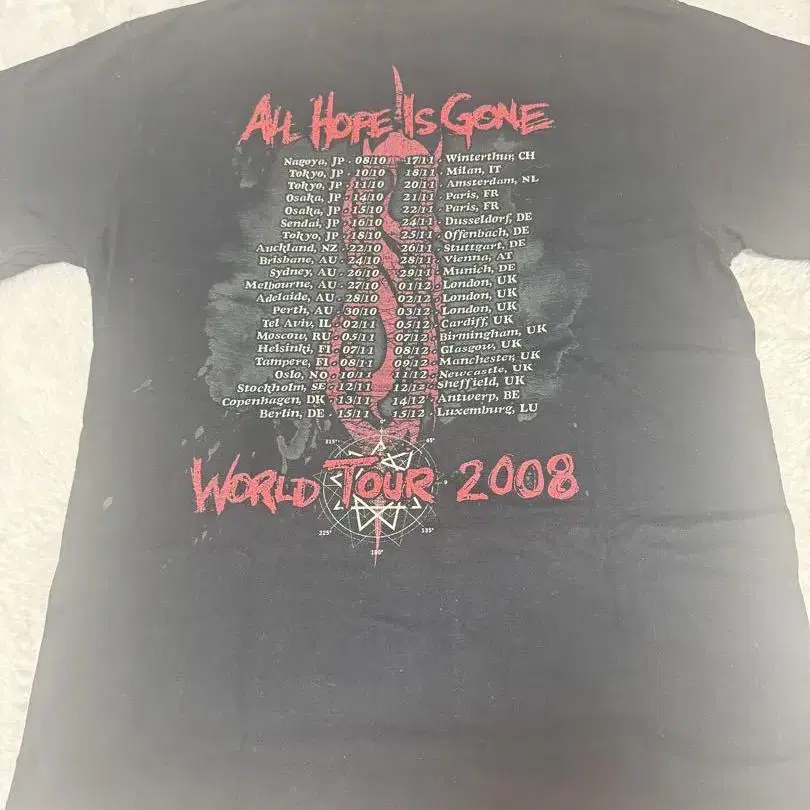 All Hope Is Gone
Nagoya, JP - 08/10 17/11 - Winterthur, CH
Tokyo, JP - 10/10 18/11 - Milan, IT
Tokyo, JP - 11/10 20/11 - Amsterdam, NL
Osaka, JP - 14/10 21/11 - Paris, FR
Osaka, JP - 15/10 22/11 - Paris, FR
Sendai, JP - 16/10 24/11 - Dusseldorf, DE
Tokyo, JP - 18/10 25/11 - Offenbach, DE
Auckland, NZ - 22/10 26/11 - Stuttgart, DE
Brisbane, AU - 24/10 28/11 - Vienna, AT
Sydney, AU - 26/10 29/11 - Munich, DE
Melbourne, AU - 27/10 01/12 - London, UK
Adelaide, AU - 28/10 02/12 - London, UK
Perth, AU - 30/10 03/12 - London, UK
Tel Aviv, IL - 02/11 05/12 - Cardiff, UK
Moscow, RU - 05/11 07/12 - Birmingham, UK
Helsinki, FI - 07/11 08/12 - Glasgow, UK
Tampere, FI - 08/11 09/12 - Manchester, UK
Oslo, NO - 10/11 11/12 - Newcastle, UK
Stockholm, SE - 12/11 12/12 - Sheffield, UK
Copenhagen, DK - 13/11 14/12 - Antwerp, BE
Berlin, DE - 15/11 15/12 - Luxemburg, LU
315° 45°
World Tour 2008
225° 135°
180°